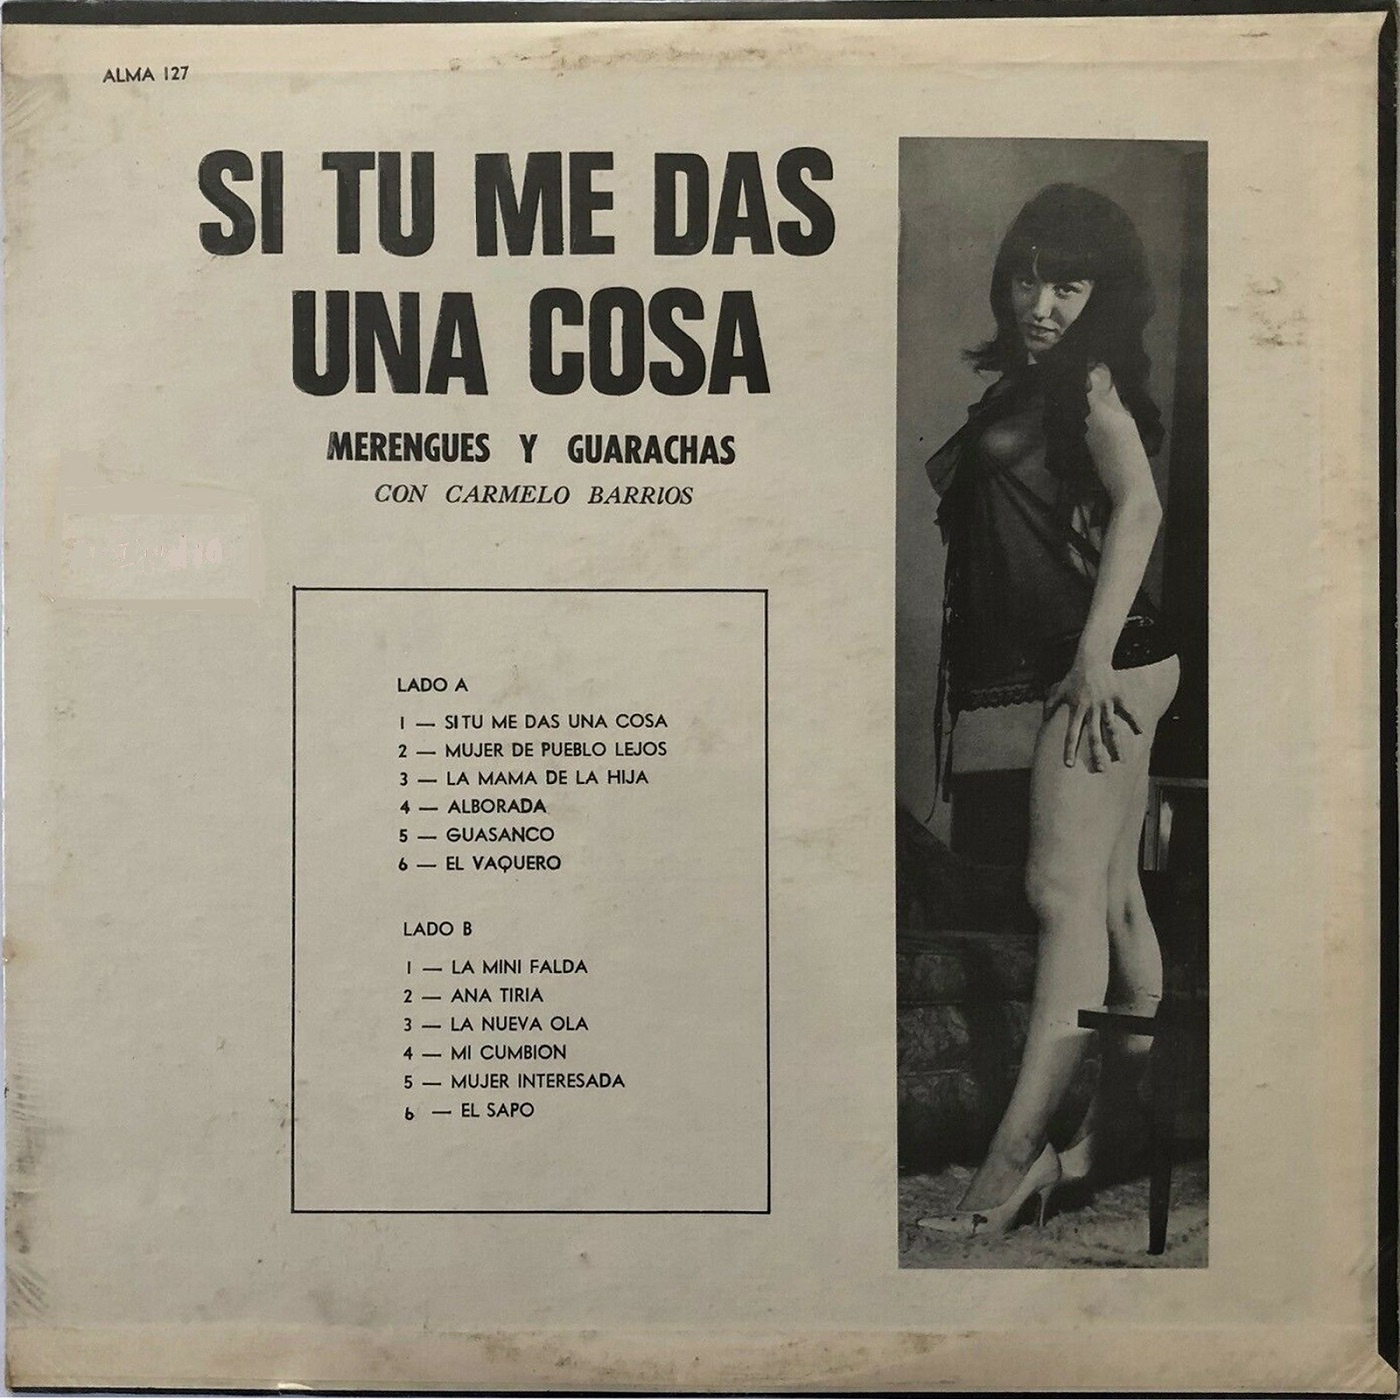 ALMA 127
SI TU ME DAS
UNA COSA
MERENGUES Y GUARACHAS
CON CARMELO BARRIOS
LADO A
1 — SI TU ME DAS UNA COSA
2 — MUJER DE PUEBLO LEJOS
3 — LA MAMA DE LA HIJA
4 — ALBORADA
5 — GUASANCO
6 — EL VAQUERO
LADO B
1 — LA MINI FALDA
2 — ANA TIRIA
3 — LA NUEVA OLA
4 — MI CUMBION
5 — MUJER INTERESADA
6 — EL SAPO